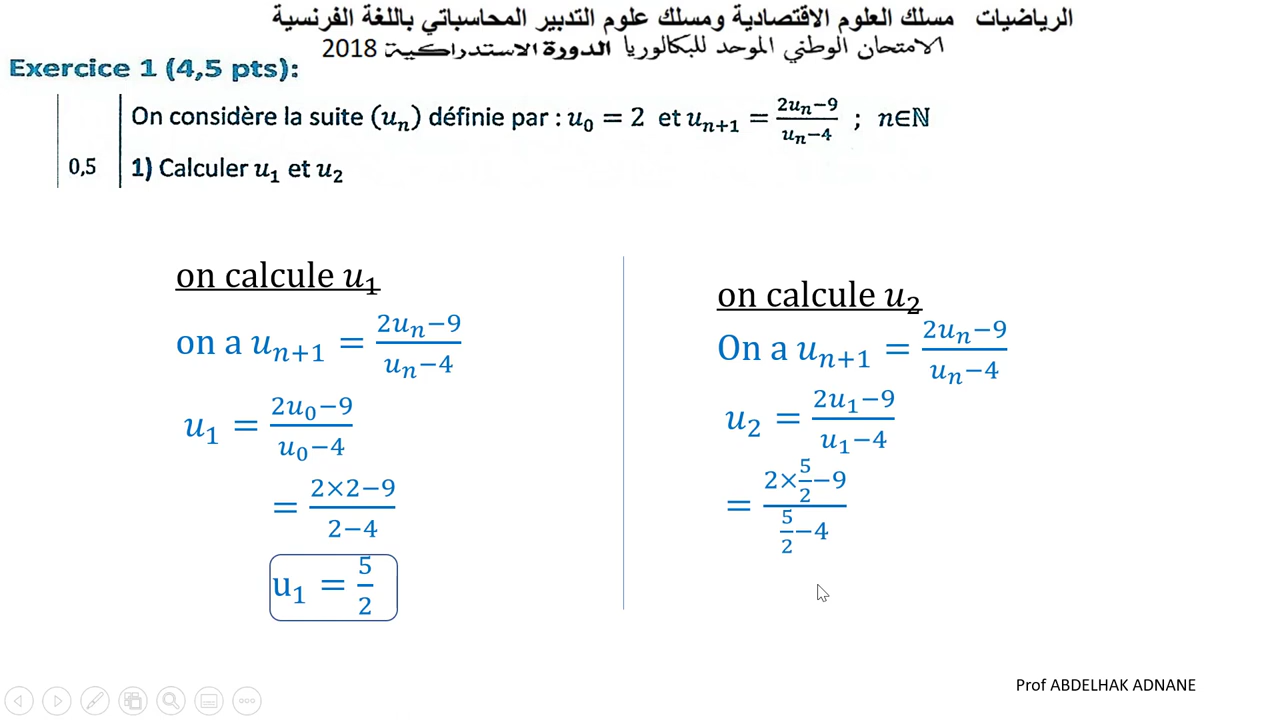 الرياضيات مسلك العلوم الاقتصادية ومسلك علوم التدبير المحاسباتي باللغة الفرنسية
الامتحان الوطني الموحد للبكالوريا الدورة الاستدراكية 2018
Exercice 1 (4,5 pts):
On considère la suite (uₙ) définie par : u₀ = 2 et uₙ₊₁ = (2uₙ−9)/(uₙ−4) ; n∈ℕ
0,5 1) Calculer u₁ et u₂
on calcule u₁
on a uₙ₊₁ = (2uₙ−9)/(uₙ−4)
u₁ = (2u₀−9)/(u₀−4)
= (2×2−9)/(2−4)
u₁ = 5/2
on calcule u₂
On a uₙ₊₁ = (2uₙ−9)/(uₙ−4)
u₂ = (2u₁−9)/(u₁−4)
= (2×5/2−9)/(5/2−4)
Prof ABDELHAK ADNANE